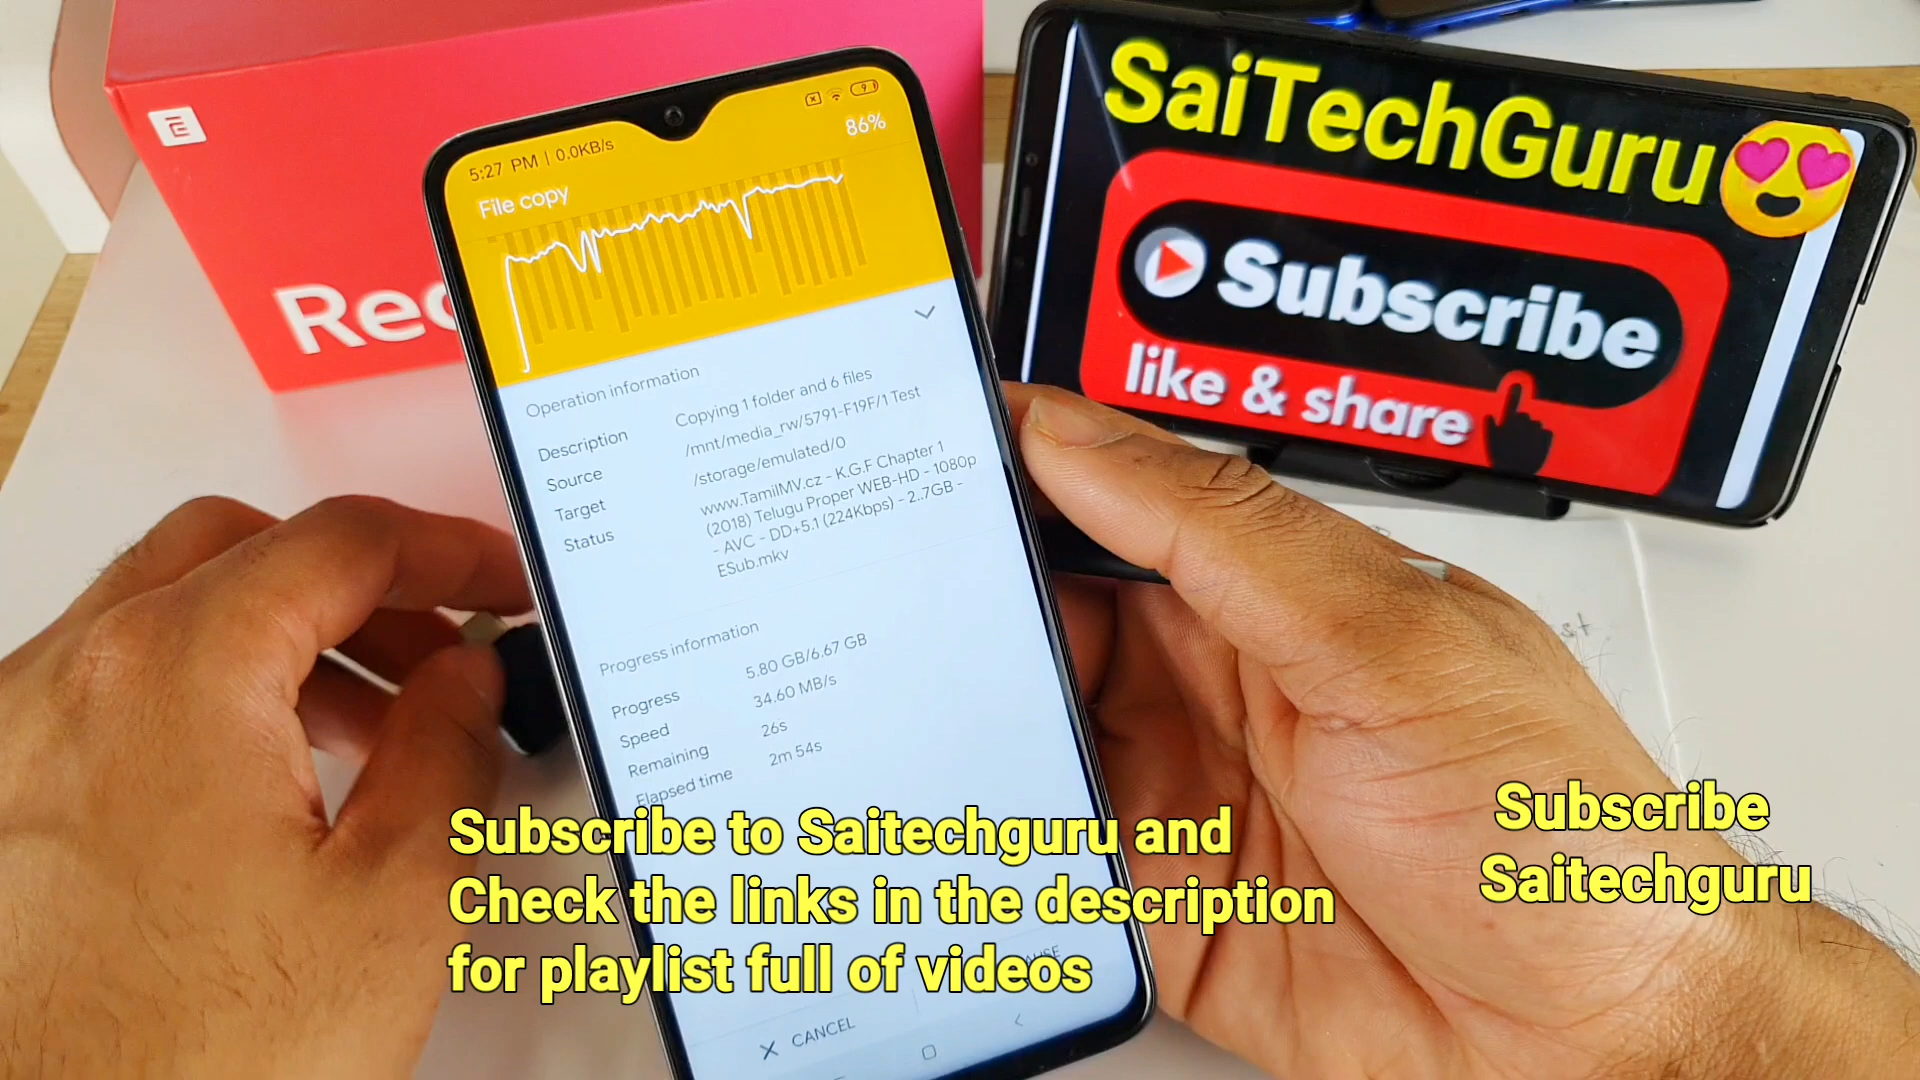 SaiTechGuru
Subscribe
like & share
5:27 PM | 0.0KB/s
9
86%
File copy
Operation information
Description Copying 1 folder and 6 files
Source /mnt/media_rw/5791-F19F/1 Test
Target /storage/emulated/0
Status www.TamilMV.cz - K.G.F Chapter 1
(2018) Telugu Proper WEB-HD - 1080p
- AVC - DD+5.1 (224Kbps) - 2..7GB -
ESub.mkv
Progress information
Progress 5.80 GB/6.67 GB
Speed 34.60 MB/s
Remaining 26s
Elapsed time 2m 54s
CANCEL
Subscribe to Saitechguru and
Check the links in the description
for playlist full of videos
Subscribe
Saitechguru